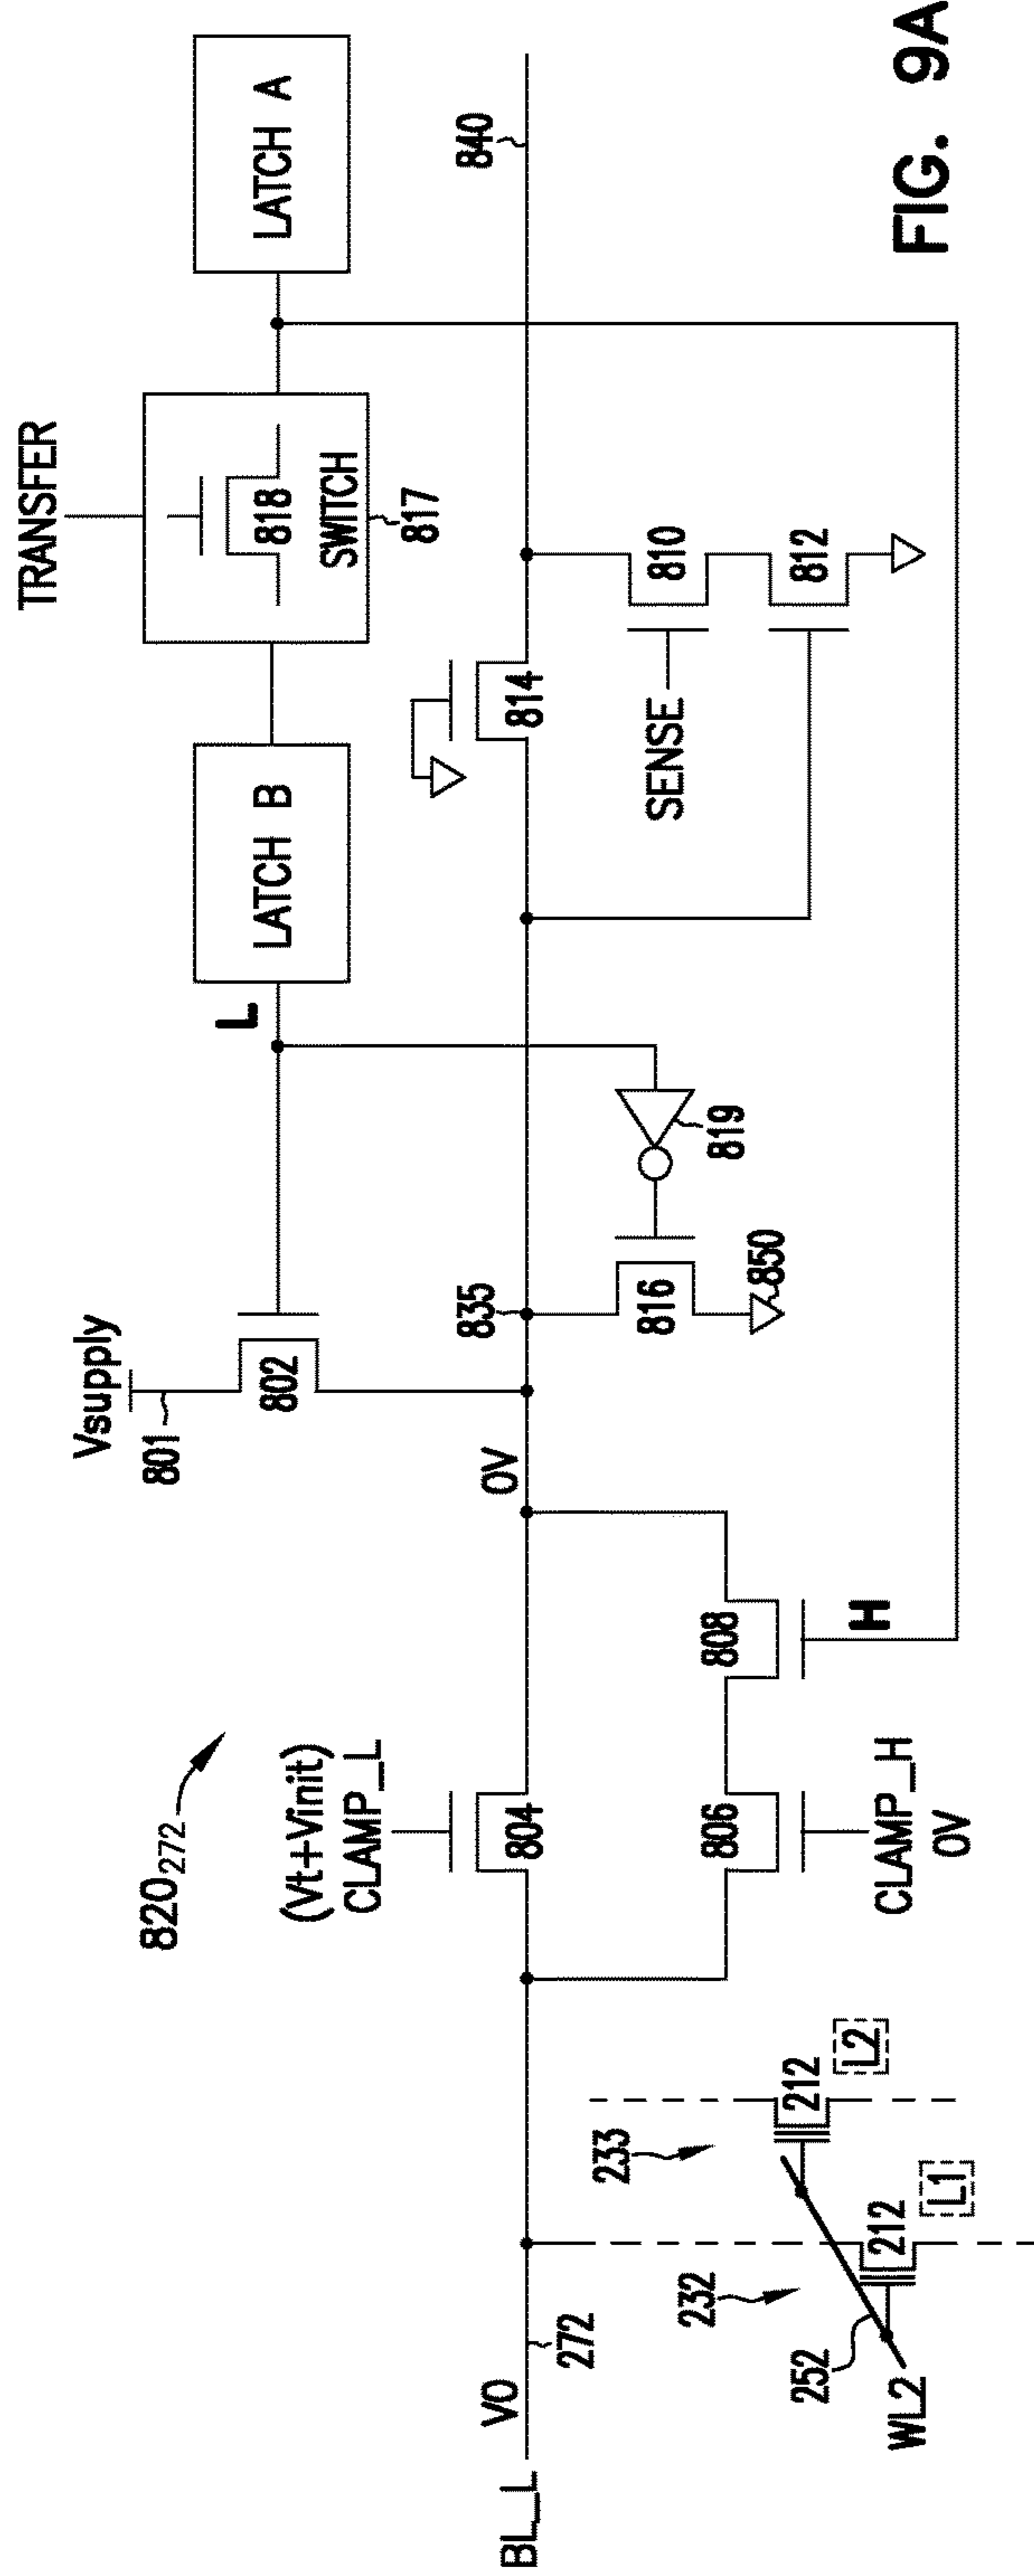 FIG. 9A
TRANSFER
LATCH A
818
SWITCH
817
LATCH B
L
Vsupply
801
802
840
814
SENSE
810
812
819
835
816
850
0V
820272
(Vt+Vinit)
CLAMP_L
804
806
808
H
CLAMP_H
0V
BL_L
V0
272
232
233
212
L1
212
L2
252
WL2